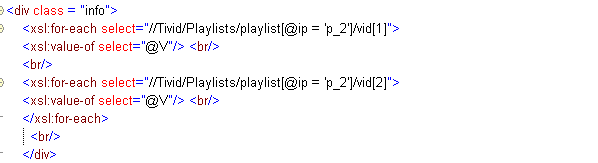 <div class = "info">
<xsl:for-each select="//Tivid/Playlists/playlist[@ip = 'p_2']/vid[1]">
<xsl:value-of select="@V"/> <br/>
<br/>
<xsl:for-each select="//Tivid/Playlists/playlist[@ip = 'p_2']/vid[2]">
<xsl:value-of select="@V"/> <br/>
</xsl:for-each>
<br/>
</div>